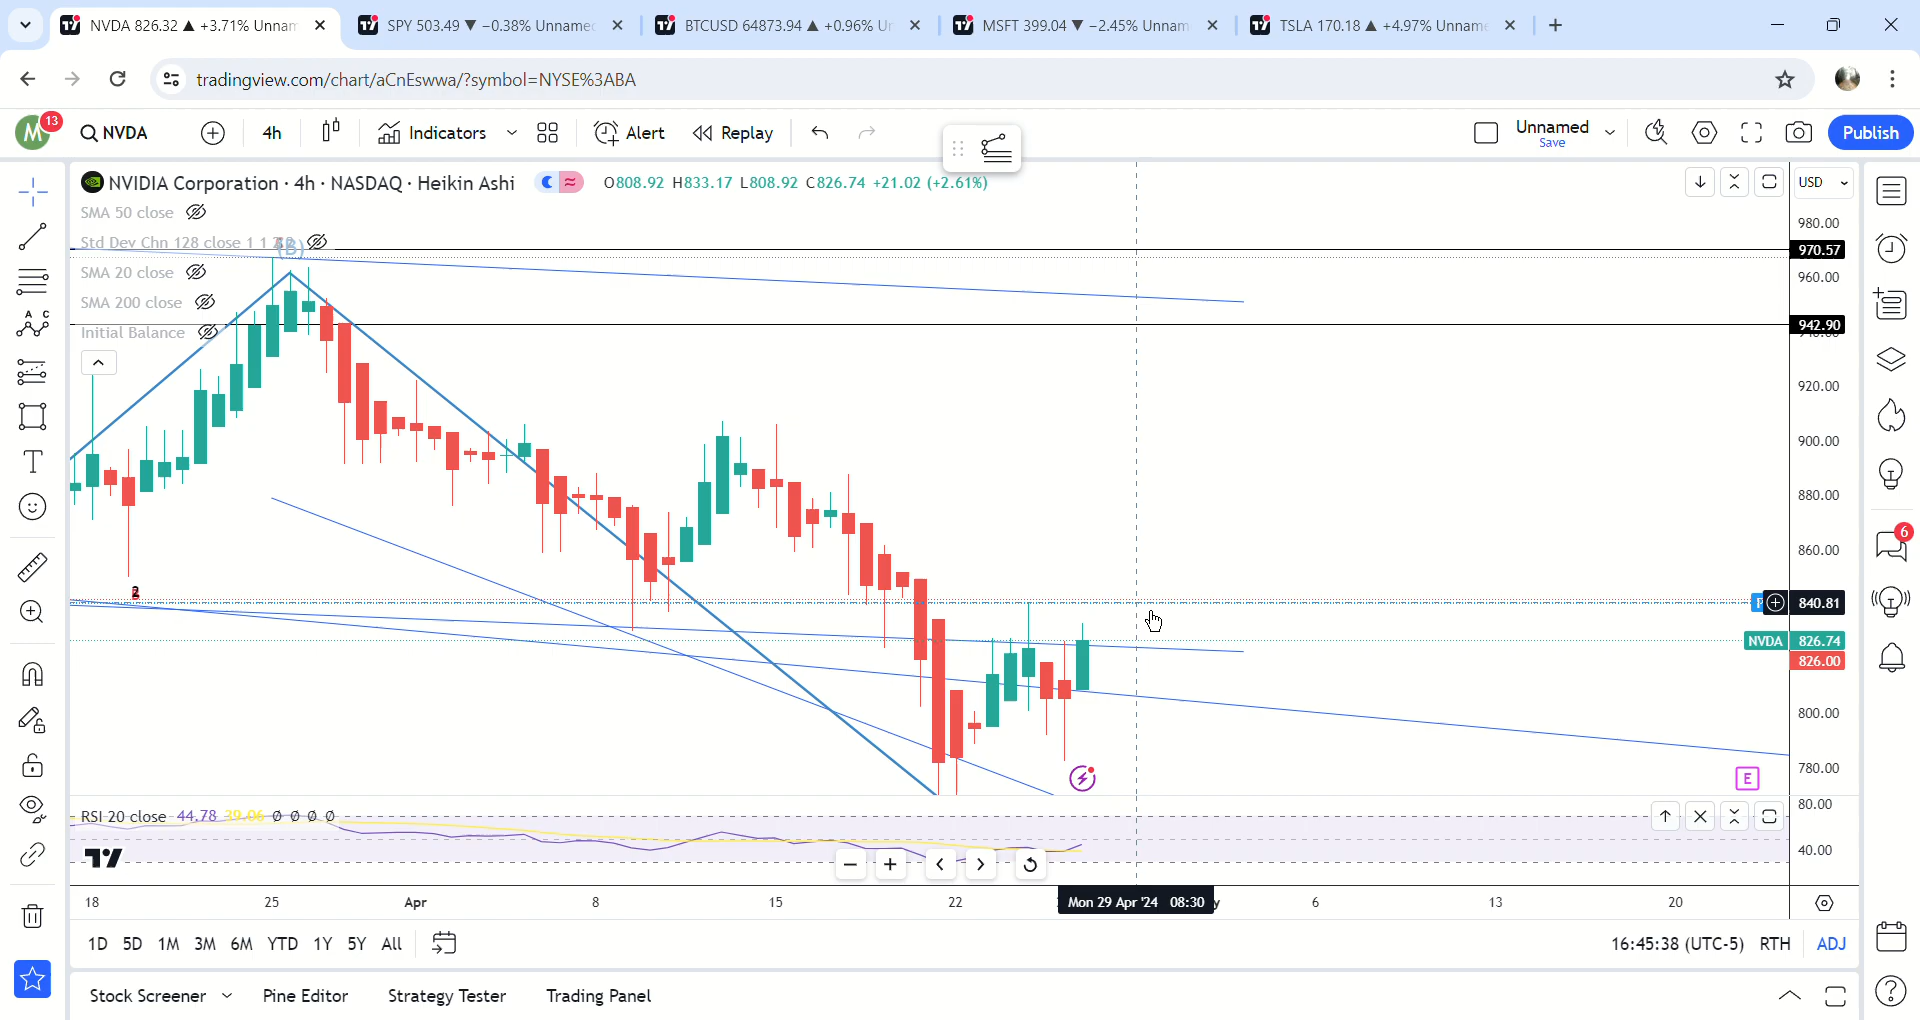 NVDA 826.32 ▲ +3.71% Unnam
SPY 503.49 ▼ −0.38% Unname
BTCUSD 64873.94 ▲ +0.96% Ur
MSFT 399.04 ▼ −2.45% Unnam
TSLA 170.18 ▲ +4.97% Unname
tradingview.com/chart/aCnEswwa/?symbol=NYSE%3ABA
M 13
NVDA
4h
Indicators
Alert
Replay
Unnamed
Save
Publish
NVIDIA Corporation · 4h · NASDAQ · Heikin Ashi
O808.92 H833.17 L808.92 C826.74 +21.02 (+2.61%)
USD
SMA 50 close
Std Dev Chn 128 close 1 1
(B)
SMA 20 close
SMA 200 close
Initial Balance
980.00
970.57
960.00
942.90
920.00
900.00
880.00
860.00
2
840.81
NVDA 826.74
826.00
800.00
780.00
E
6
RSI 20 close 44.78 39.06 Ø Ø Ø Ø
80.00
40.00
18
25
Apr
8
15
22
Mon 29 Apr '24 08:30
y
6
13
20
1D 5D 1M 3M 6M YTD 1Y 5Y All
16:45:38 (UTC-5) RTH ADJ
Stock Screener
Pine Editor
Strategy Tester
Trading Panel